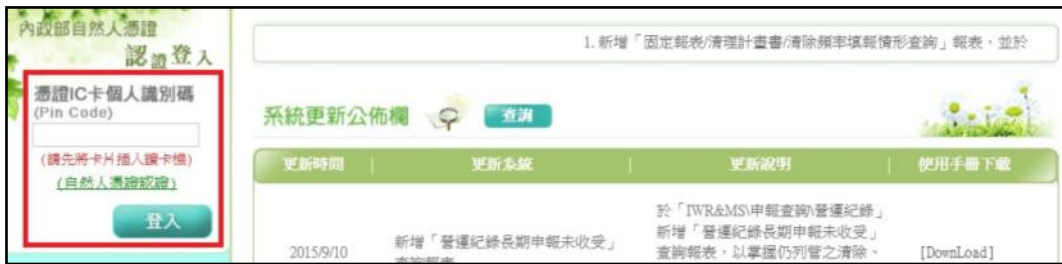 內政部自然人憑證
認證登入
憑證IC卡個人識別碼
(Pin Code)
(請先將卡片插入讀卡機)
(自然人憑證認證)
登入
1.新增「固定報表/清理計畫書/清除頻率填報情形查詢」報表，並於
系統更新公佈欄
查詢
更新時間 更新系統 更新說明 使用手冊下載
2015/9/10
新增「營運紀錄長期申報未收受」
查詢報表
於「IWR&MS\申報查詢\營運紀錄」
新增「營運紀錄長期申報未收受」
查詢報表，以掌握仍列管之清除、
[DownLoad]